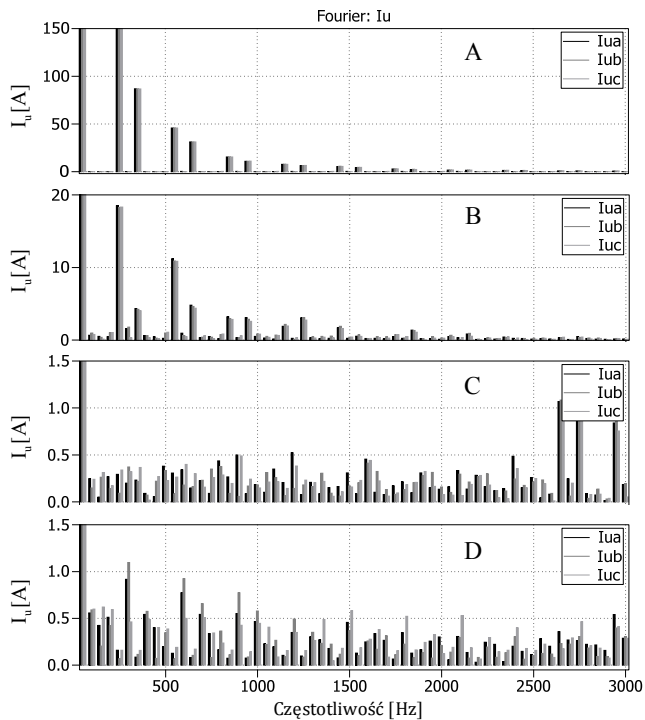 Fourier: Iu
150
100
50
0
I_u [A]
A
Iua
Iub
Iuc
20
10
0
I_u [A]
B
Iua
Iub
Iuc
1.5
1.0
0.5
0.0
I_u [A]
C
Iua
Iub
Iuc
1.5
1.0
0.5
0.0
I_u [A]
D
Iua
Iub
Iuc
500 1000 1500 2000 2500 3000
Częstotliwość [Hz]